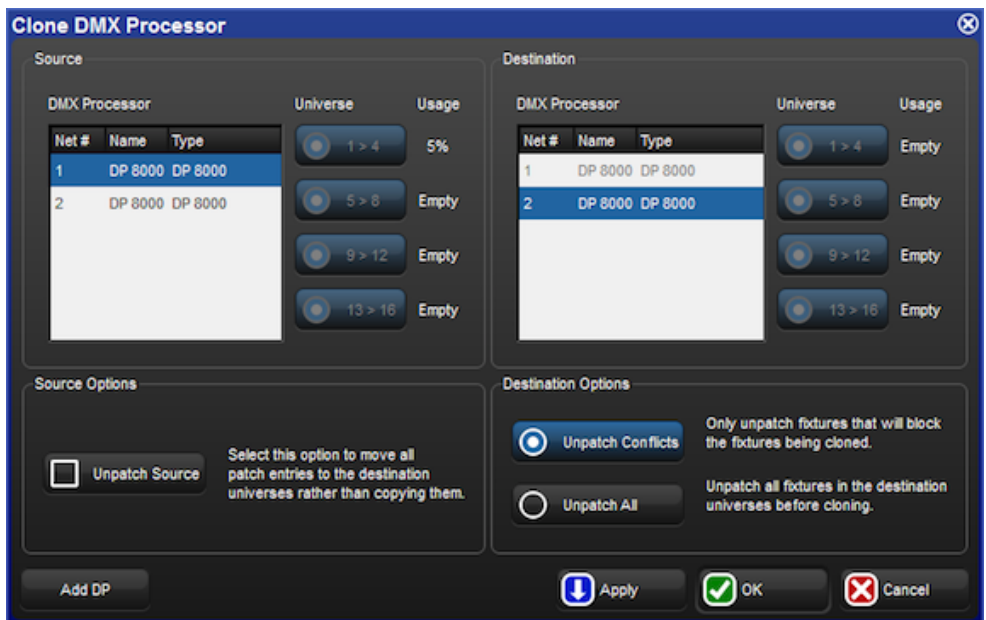 Clone DMX Processor
Source
DMX Processor Universe Usage
Net # Name Type
1 DP 8000 DP 8000
2 DP 8000 DP 8000
1 > 4 5%
5 > 8 Empty
9 > 12 Empty
13 > 16 Empty
Destination
DMX Processor Universe Usage
Net # Name Type
1 DP 8000 DP 8000
2 DP 8000 DP 8000
1 > 4 Empty
5 > 8 Empty
9 > 12 Empty
13 > 16 Empty
Source Options
Unpatch Source
Select this option to move all
patch entries to the destination
universes rather than copying them.
Destination Options
Unpatch Conflicts
Only unpatch fixtures that will block
the fixtures being cloned.
Unpatch All
Unpatch all fixtures in the destination
universes before cloning.
Add DP
Apply
OK
Cancel